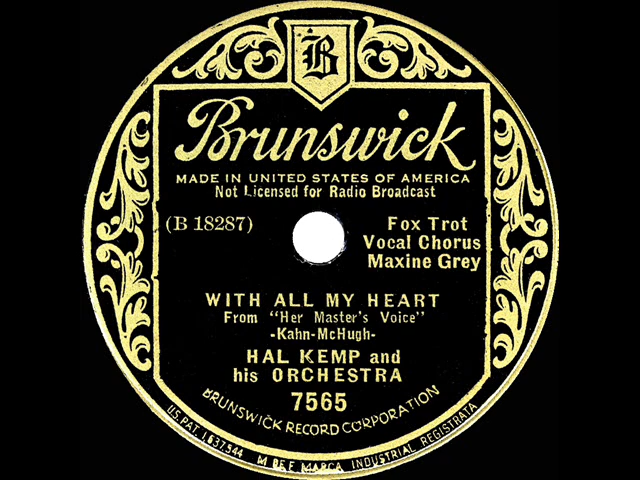 B
Brunswick
MADE IN UNITED STATES OF AMERICA
Not Licensed for Radio Broadcast
(B 18287)
Fox Trot
Vocal Chorus
Maxine Grey
WITH ALL MY HEART
From "Her Master's Voice"
-Kahn-McHugh-
HAL KEMP and
his ORCHESTRA
7565
BRUNSWICK RECORD CORPORATION
U.S. PAT. 1,637,544 M DE F. MARCA INDUSTRIAL REGISTRATA